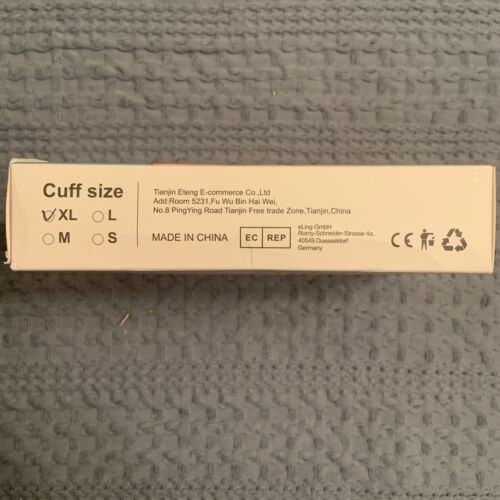 Cuff size
XL L
M S
Tianjin Eteng E-commerce Co.,Ltd
Add:Room 5231,Fu Wu Bin Hai Wei,
No.8 PingYing Road Tianjin Free trade Zone,Tianjin,China
MADE IN CHINA
EC REP
eLing GmbH
Romy-Schneider-Strasse 4a,
40549 Duesseldorf
Germany
CE